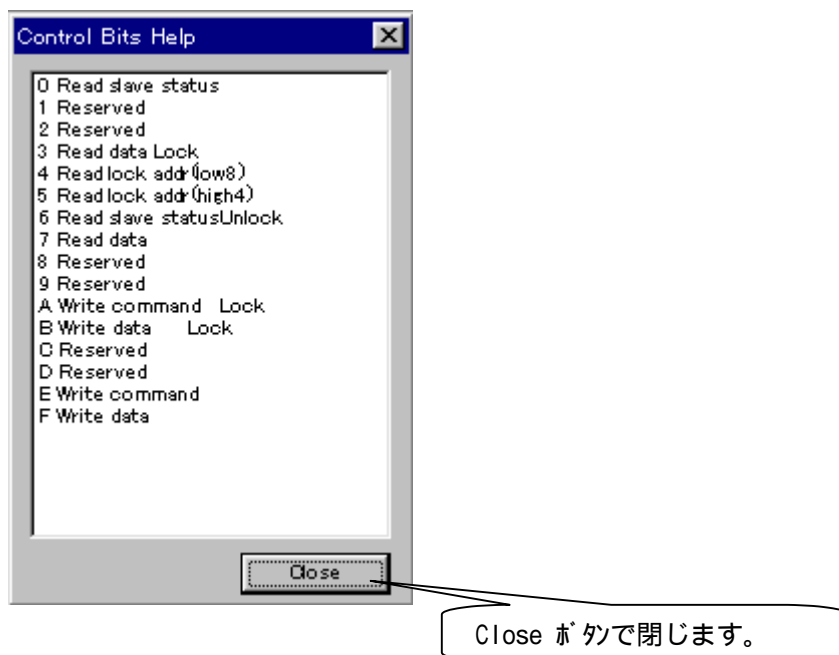 Control Bits Help
0 Read slave status
1 Reserved
2 Reserved
3 Read data Lock
4 Read lock addr(low8)
5 Read lock addr(high4)
6 Read slave statusUnlock
7 Read data
8 Reserved
9 Reserved
A Write command   Lock
B Write data     Lock
C Reserved
D Reserved
E Write command
F Write data
Close
Close ボタンで閉じます。